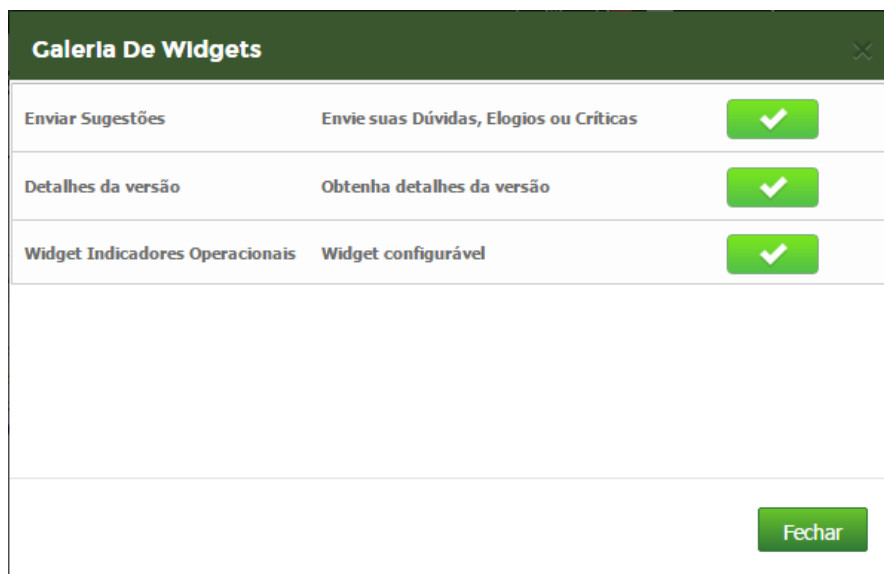 Galeria De Widgets
Enviar Sugestões Envie suas Dúvidas, Elogios ou Críticas
Detalhes da versão Obtenha detalhes da versão
Widget Indicadores Operacionais Widget configurável
Fechar